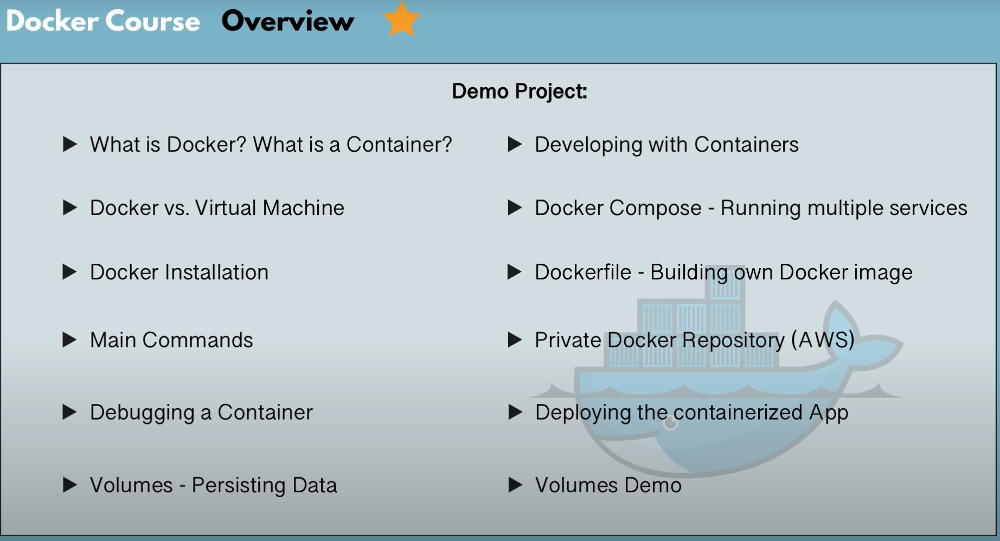 Docker Course Overview
Demo Project:
What is Docker? What is a Container?
Docker vs. Virtual Machine
Docker Installation
Main Commands
Debugging a Container
Volumes - Persisting Data
Developing with Containers
Docker Compose - Running multiple services
Dockerfile - Building own Docker image
Private Docker Repository (AWS)
Deploying the containerized App
Volumes Demo